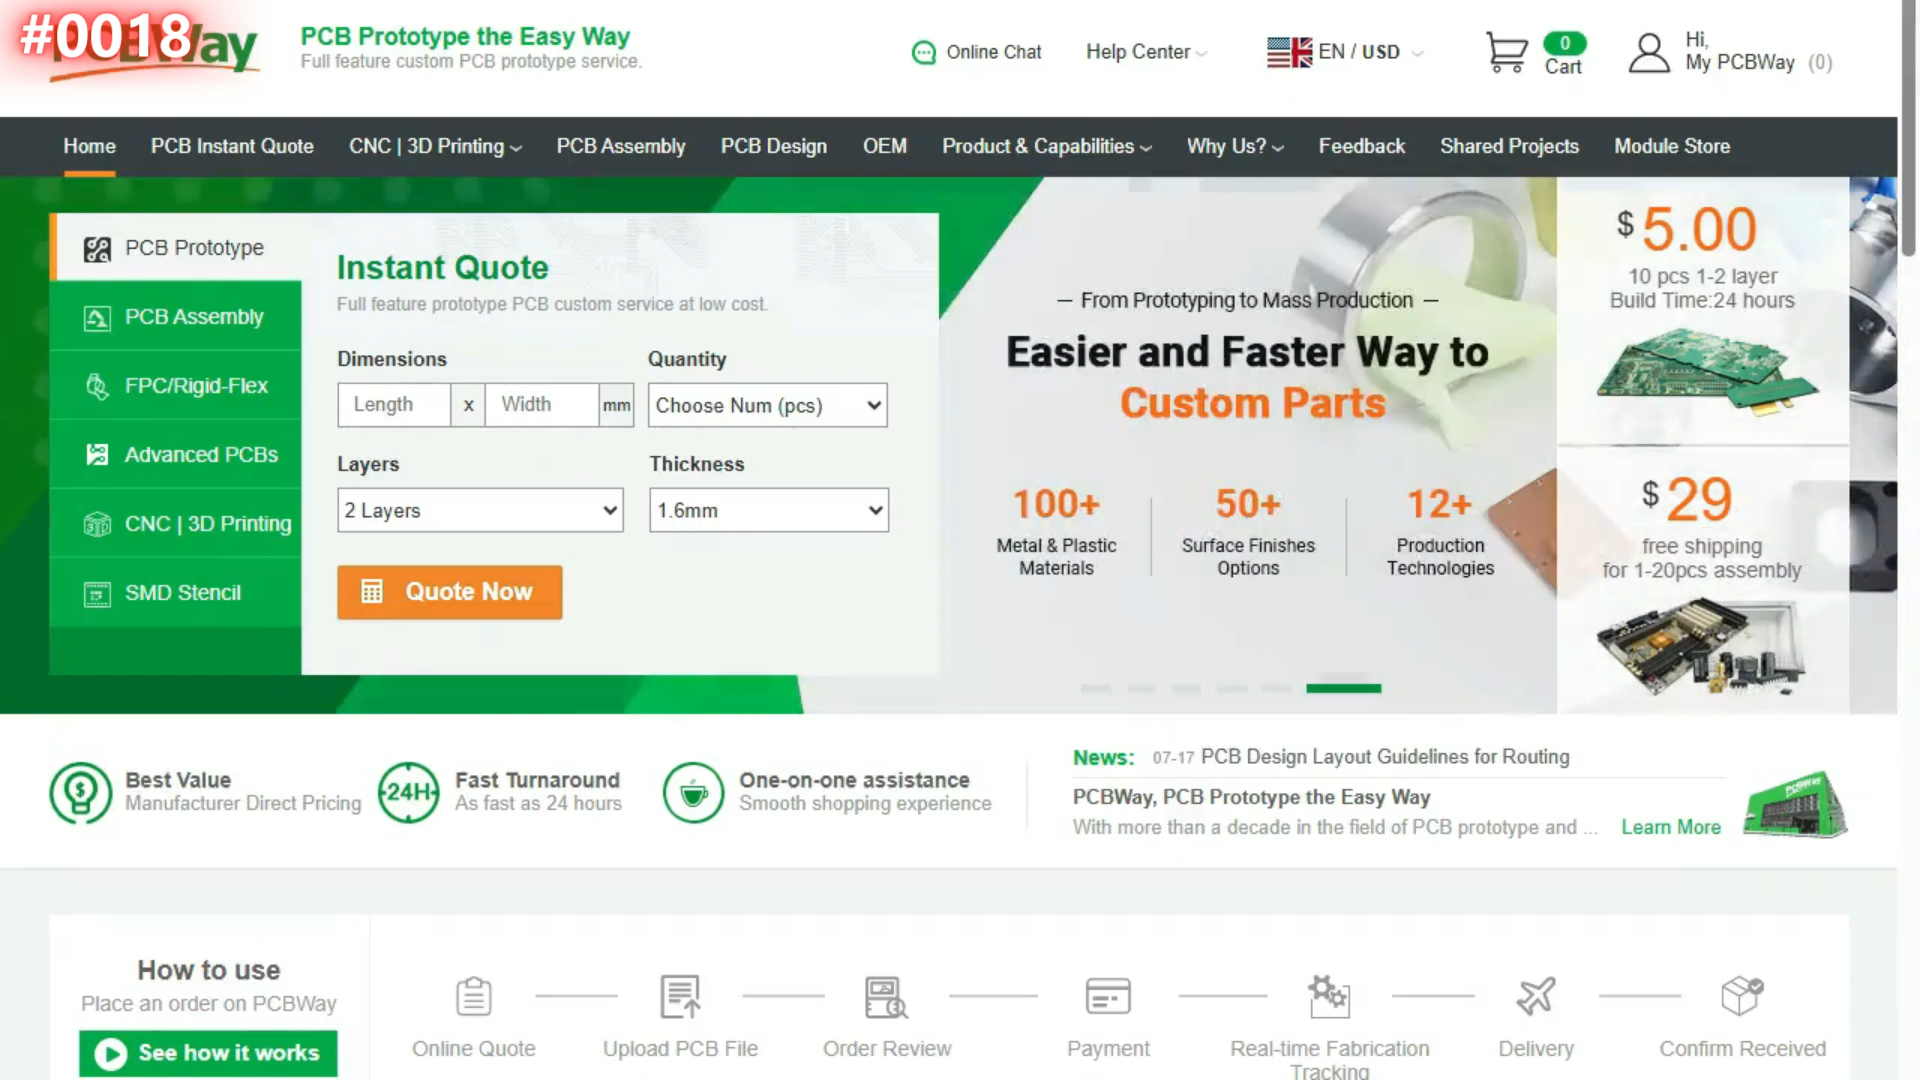 #0018
PCBWay
PCB Prototype the Easy Way
Full feature custom PCB prototype service.
Online Chat
Help Center
EN / USD
0
Cart
Hi,
My PCBWay (0)
Home
PCB Instant Quote
CNC | 3D Printing
PCB Assembly
PCB Design
OEM
Product & Capabilities
Why Us?
Feedback
Shared Projects
Module Store
PCB Prototype
PCB Assembly
FPC/Rigid-Flex
Advanced PCBs
CNC | 3D Printing
SMD Stencil
Instant Quote
Full feature prototype PCB custom service at low cost.
Dimensions
Quantity
Length x Width mm
Choose Num (pcs)
Layers
Thickness
2 Layers
1.6mm
Quote Now
— From Prototyping to Mass Production —
Easier and Faster Way to
Custom Parts
100+
Metal & Plastic
Materials
50+
Surface Finishes
Options
12+
Production
Technologies
$ 5.00
10 pcs 1-2 layer
Build Time:24 hours
$ 29
free shipping
for 1-20pcs assembly
Best Value
Manufacturer Direct Pricing
24H
Fast Turnaround
As fast as 24 hours
One-on-one assistance
Smooth shopping experience
News: 07-17 PCB Design Layout Guidelines for Routing
PCBWay, PCB Prototype the Easy Way
With more than a decade in the field of PCB prototype and ... Learn More
PCBWay
How to use
Place an order on PCBWay
See how it works
Online Quote
Upload PCB File
Order Review
Payment
Real-time Fabrication
Tracking
Delivery
Confirm Received